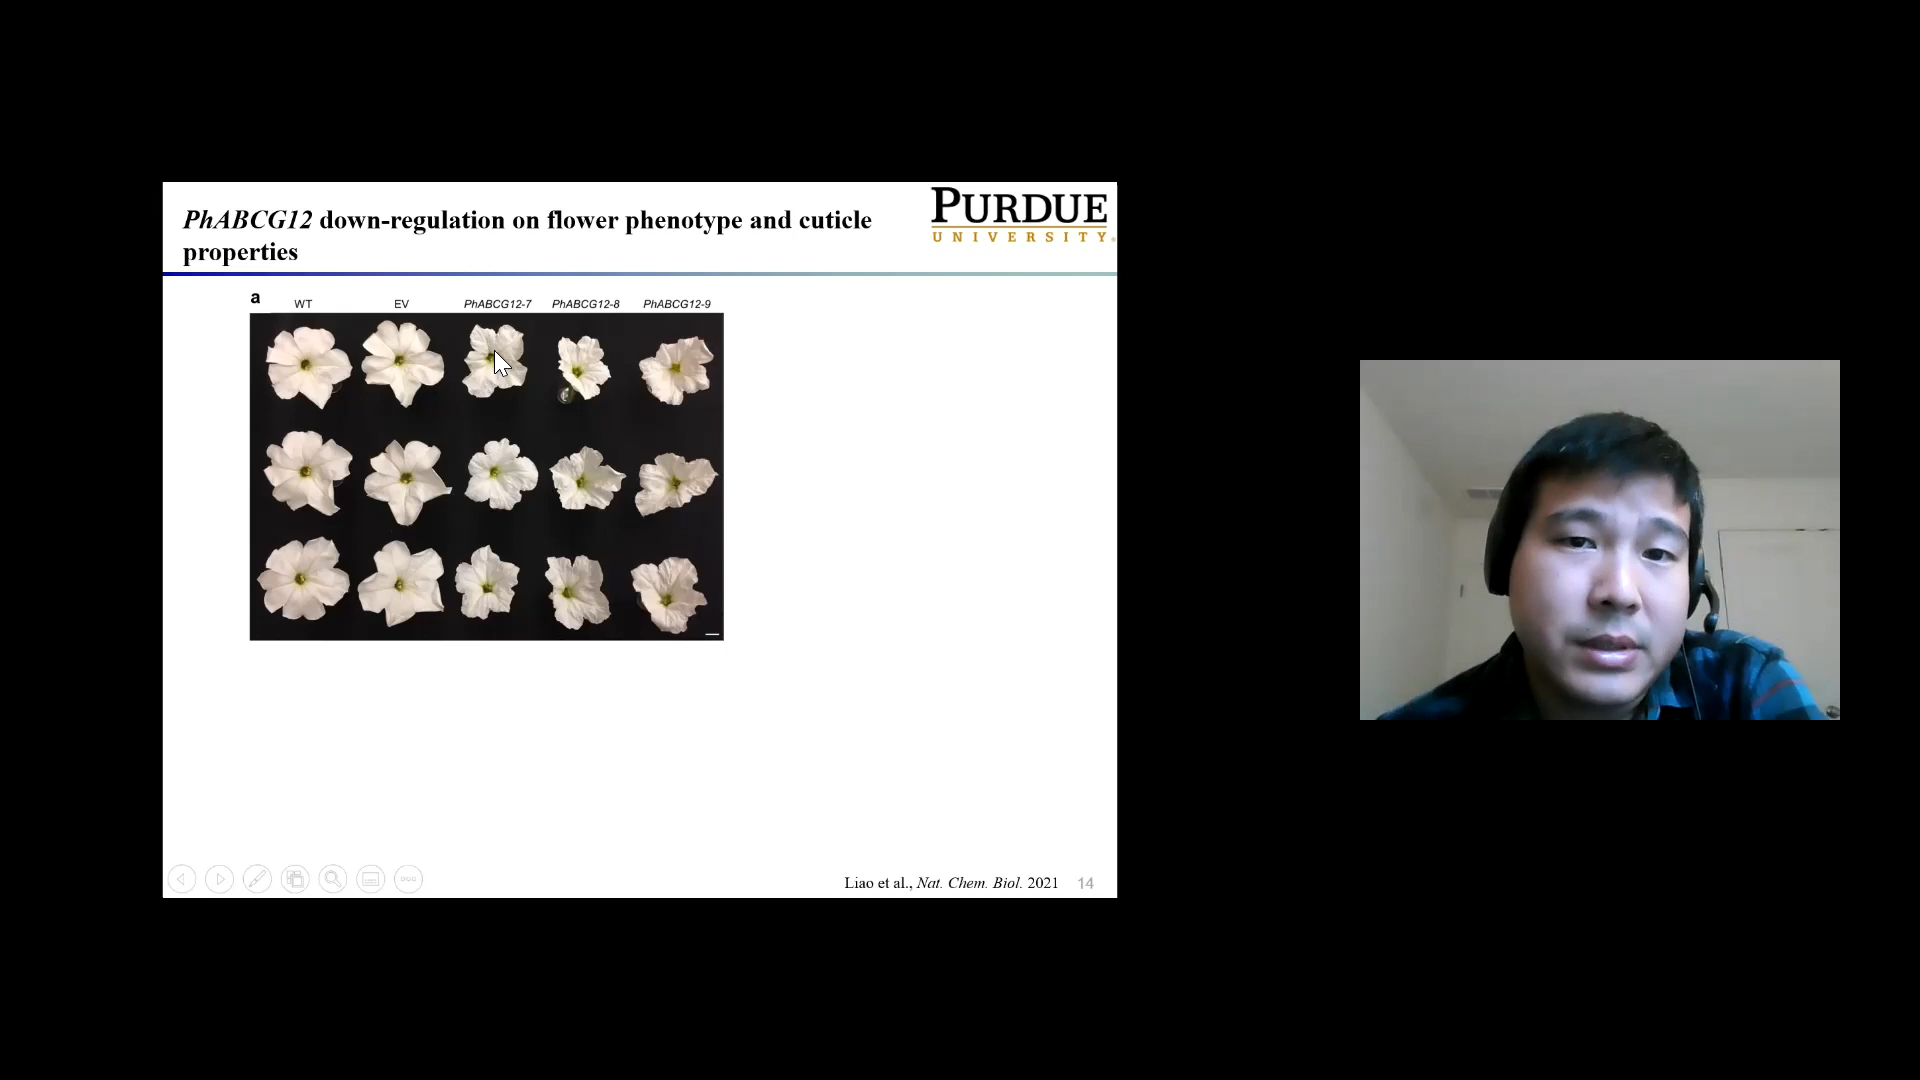 PhABCG12 down-regulation on flower phenotype and cuticle
properties
PURDUE
UNIVERSITY®
a
WT EV PhABCG12-7 PhABCG12-8 PhABCG12-9
Liao et al., Nat. Chem. Biol. 2021 14